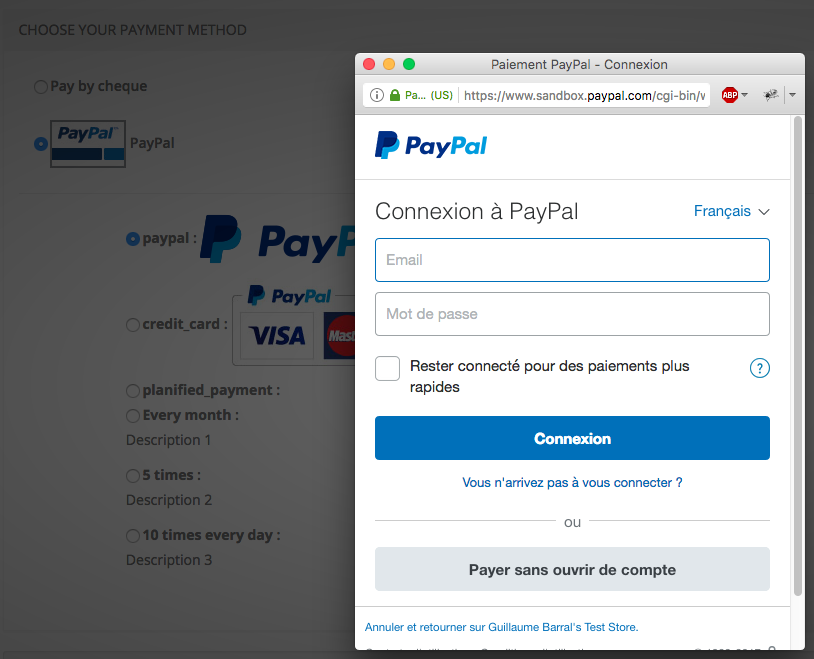 CHOOSE YOUR PAYMENT METHOD
Pay by cheque
PayPal
PayPal
paypal :
PayP
PayPal
credit_card :
VISA
Mast
planified_payment :
Every month :
Description 1
5 times :
Description 2
10 times every day :
Description 3
Paiement PayPal - Connexion
Pa... (US)
https://www.sandbox.paypal.com/cgi-bin/v
ABP
PayPal
Connexion à PayPal
Français
Email
Mot de passe
Rester connecté pour des paiements plus
rapides
?
Connexion
Vous n'arrivez pas à vous connecter ?
ou
Payer sans ouvrir de compte
Annuler et retourner sur Guillaume Barral's Test Store.